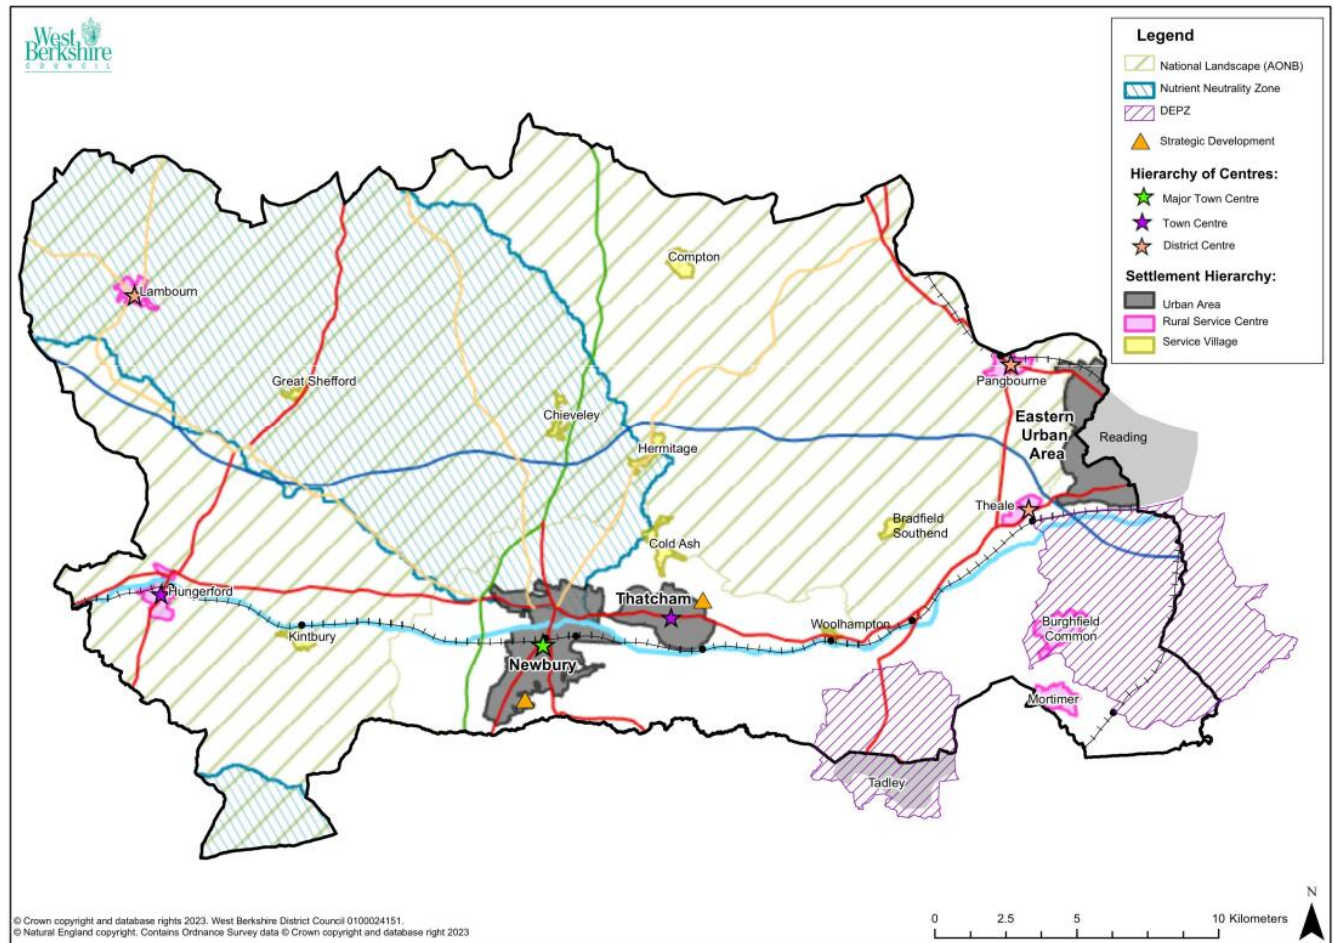 West
Berkshire
COUNCIL
Legend
National Landscape (AONB)
Nutrient Neutrality Zone
DEPZ
Strategic Development
Hierarchy of Centres:
Major Town Centre
Town Centre
District Centre
Settlement Hierarchy:
Urban Area
Rural Service Centre
Service Village
Compton
Lambourn
Great Shefford
Pangbourne
Chieveley
Eastern
Urban
Area
Reading
Hermitage
Theale
Bradfield
Southend
Cold Ash
Hungerford
Thatcham
Kintbury
Woolhampton
Burghfield
Common
Newbury
Mortimer
Tadley
N
0 2.5 5 10 Kilometers
© Crown copyright and database rights 2023. West Berkshire District Council 0100024151.
© Natural England copyright. Contains Ordnance Survey data © Crown copyright and database right 2023